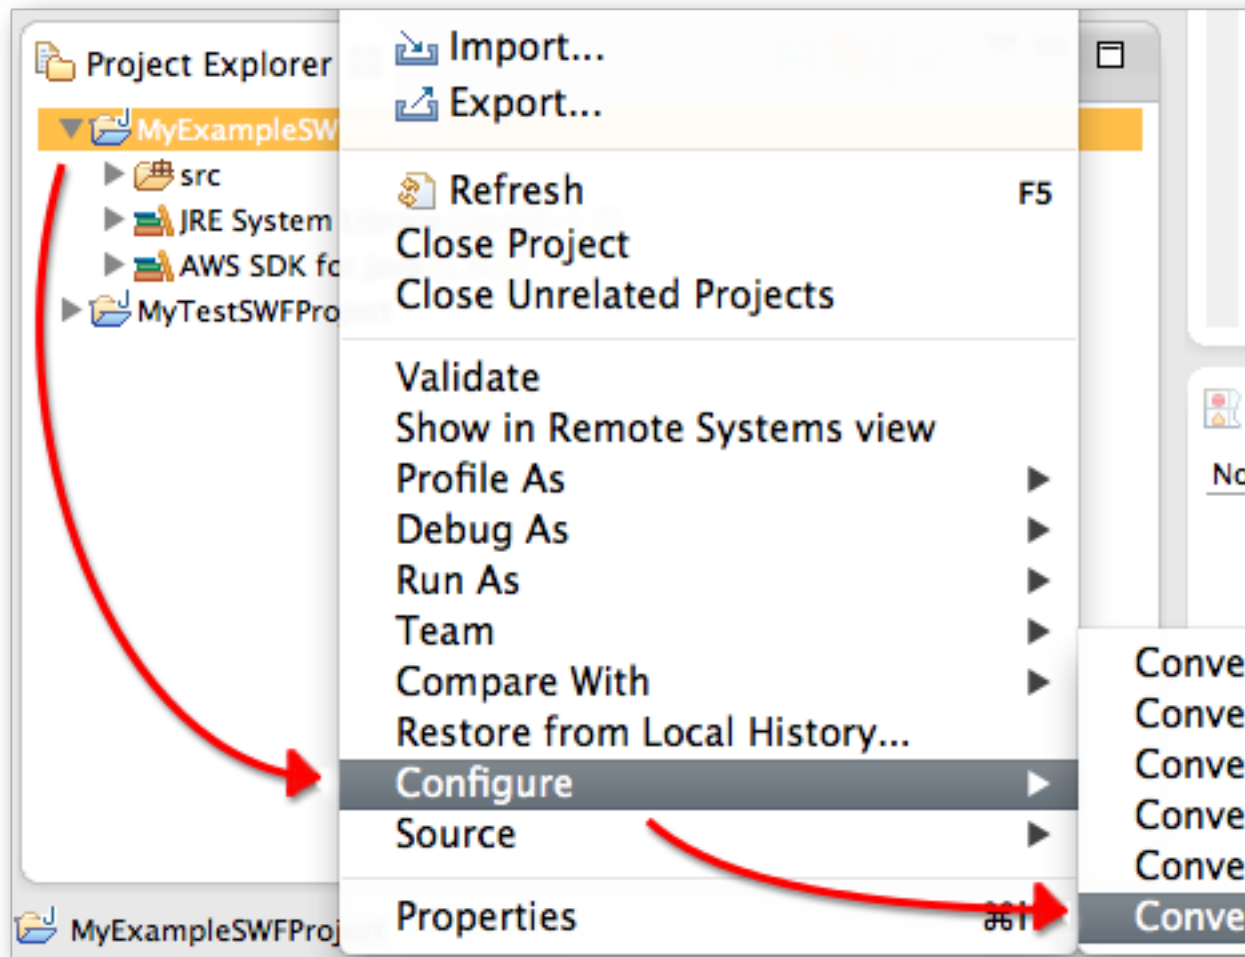 Project Explorer
MyExampleSW
src
JRE System
AWS SDK for
MyTestSWFPro
MyExampleSWFProj
Import...
Export...
Refresh F5
Close Project
Close Unrelated Projects
Validate
Show in Remote Systems view
Profile As
Debug As
Run As
Team
Compare With
Restore from Local History...
Configure
Source
Properties ⌘I
Conve
Conve
Conve
Conve
Conve
Conve
No